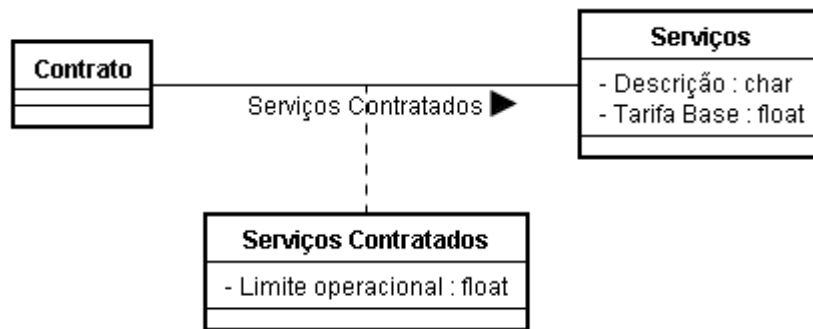 Contrato
Serviços
- Descrição : char
- Tarifa Base : float
Serviços Contratados
Serviços Contratados
- Limite operacional : float